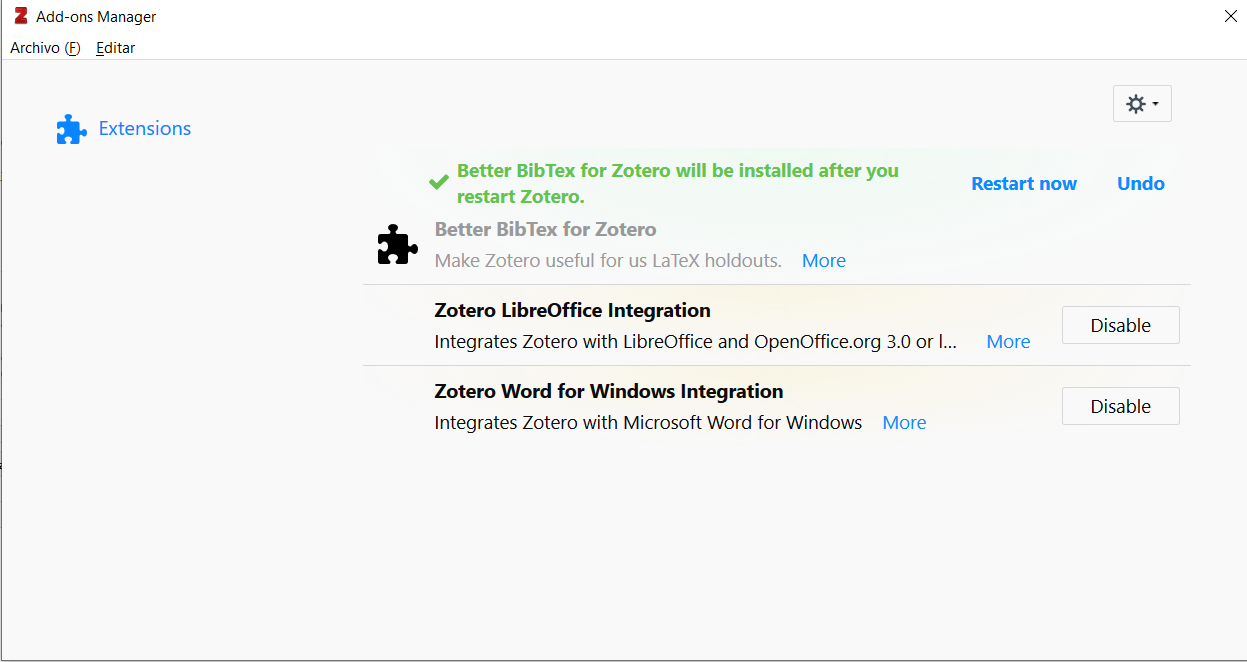 Add-ons Manager
Archivo (F) Editar
Extensions
Better BibTex for Zotero will be installed after you
restart Zotero.
Restart now
Undo
Better BibTex for Zotero
Make Zotero useful for us LaTeX holdouts. More
Zotero LibreOffice Integration
Integrates Zotero with LibreOffice and OpenOffice.org 3.0 or l... More
Disable
Zotero Word for Windows Integration
Integrates Zotero with Microsoft Word for Windows More
Disable